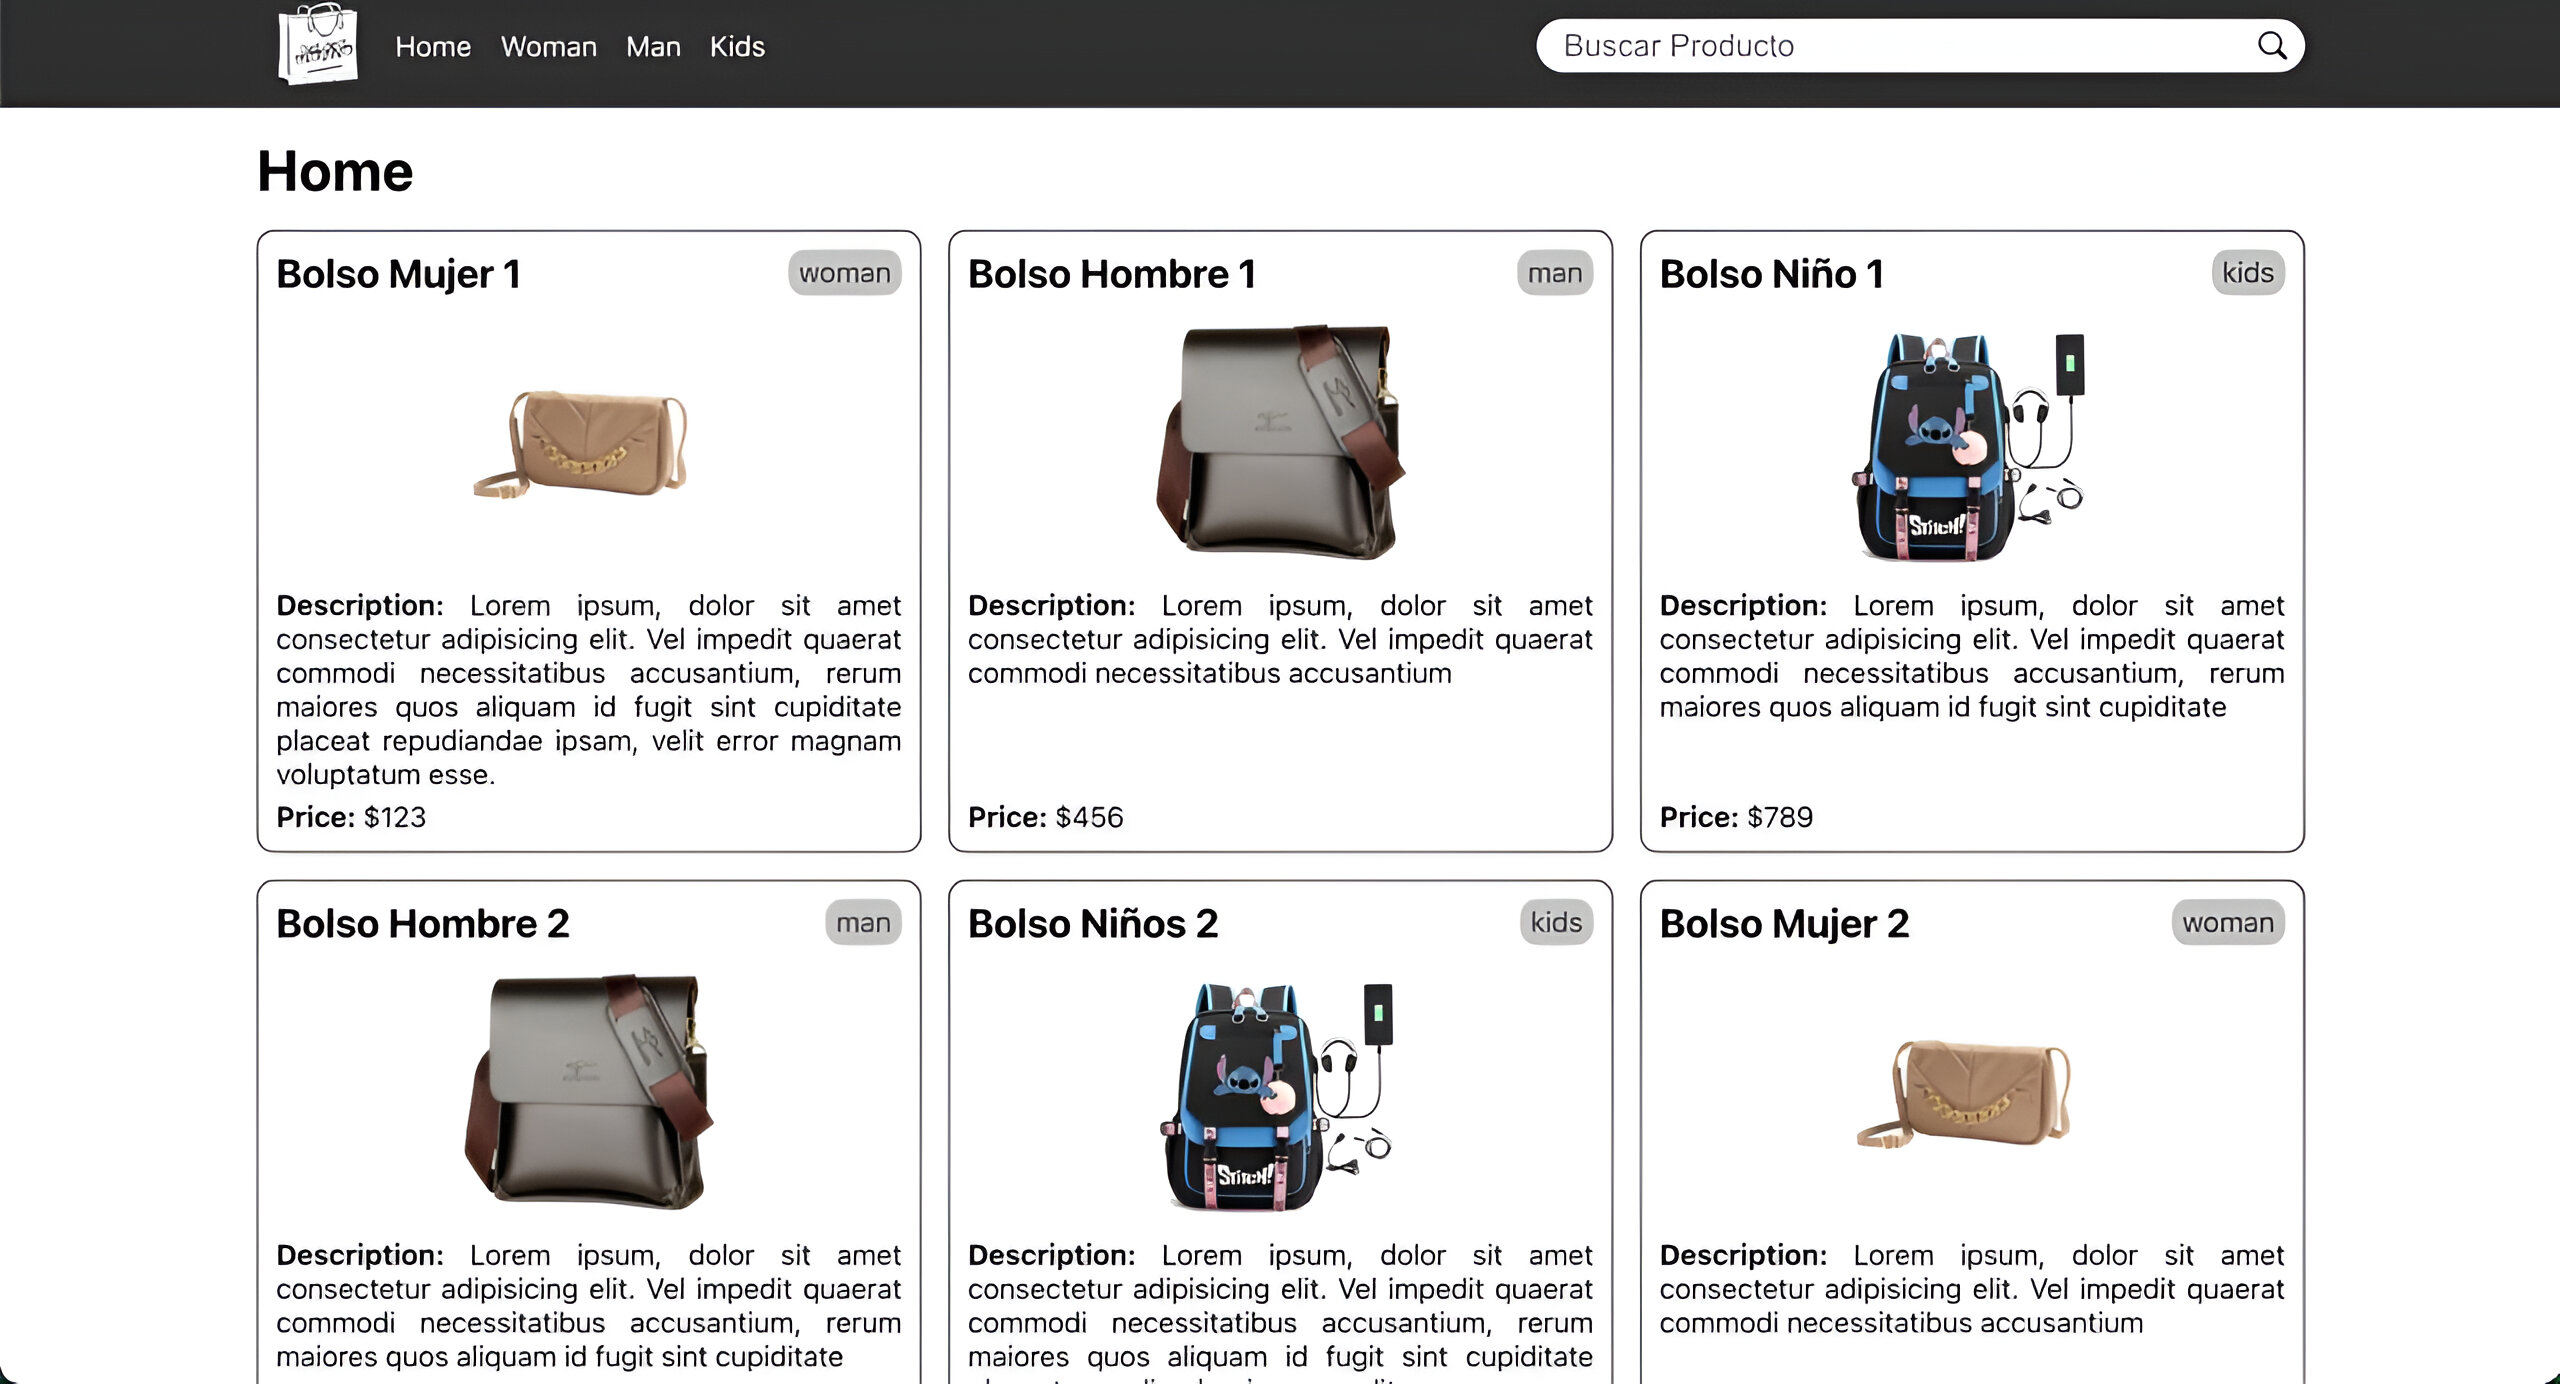 Home Woman Man Kids
Buscar Producto
Home
Bolso Mujer 1
woman
Description: Lorem ipsum, dolor sit amet
consectetur adipisicing elit. Vel impedit quaerat
commodi necessitatibus accusantium, rerum
maiores quos aliquam id fugit sint cupiditate
placeat repudiandae ipsam, velit error magnam
voluptatum esse.
Price: $123
Bolso Hombre 1
man
Description: Lorem ipsum, dolor sit amet
consectetur adipisicing elit. Vel impedit quaerat
commodi necessitatibus accusantium
Price: $456
Bolso Niño 1
kids
STITCH!
Description: Lorem ipsum, dolor sit amet
consectetur adipisicing elit. Vel impedit quaerat
commodi necessitatibus accusantium, rerum
maiores quos aliquam id fugit sint cupiditate
Price: $789
Bolso Hombre 2
man
Description: Lorem ipsum, dolor sit amet
consectetur adipisicing elit. Vel impedit quaerat
commodi necessitatibus accusantium, rerum
maiores quos aliquam id fugit sint cupiditate
Bolso Niños 2
kids
STITCH!
Description: Lorem ipsum, dolor sit amet
consectetur adipisicing elit. Vel impedit quaerat
commodi necessitatibus accusantium, rerum
maiores quos aliquam id fugit sint cupiditate
Bolso Mujer 2
woman
Description: Lorem ipsum, dolor sit amet
consectetur adipisicing elit. Vel impedit quaerat
commodi necessitatibus accusantium